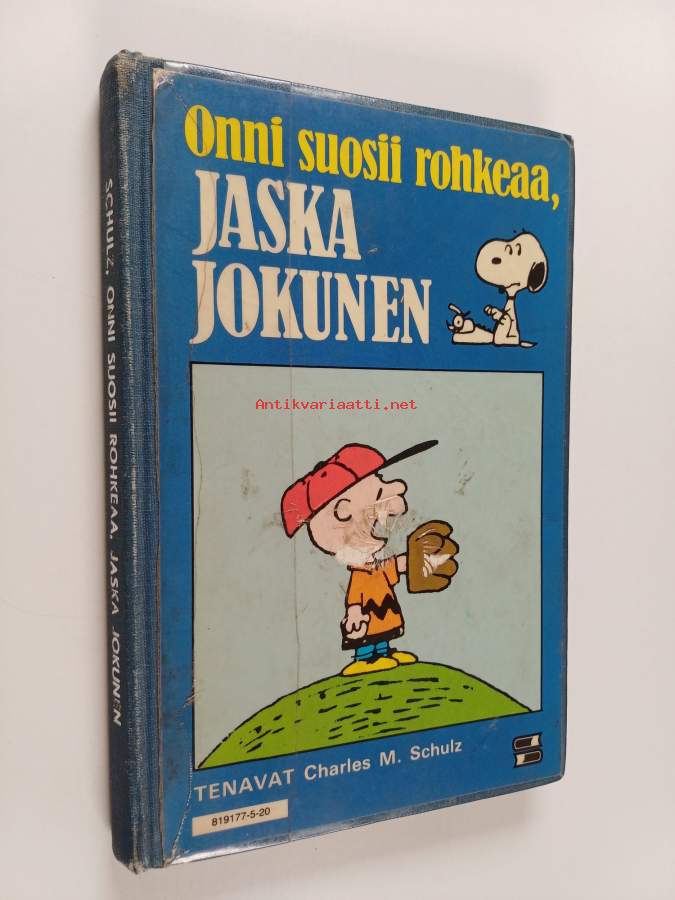 Onni suosii rohkeaa,
JASKA
JOKUNEN
Antikvariaatti.net
TENAVAT Charles M. Schulz
819177-5-20
SCHULZ, ONNI SUOSII ROHKEAA, JASKA JOKUNEN